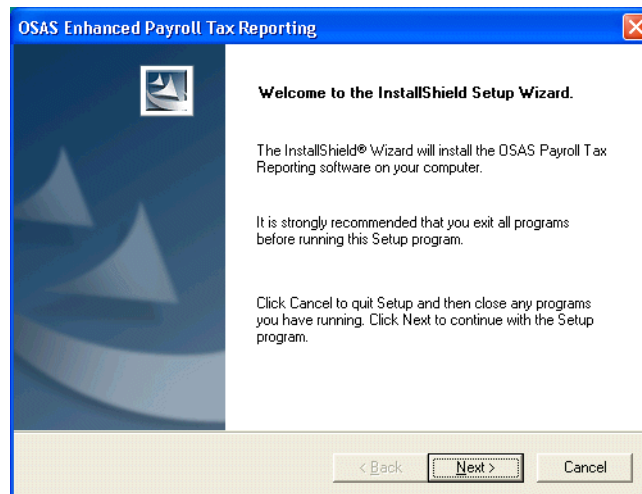 OSAS Enhanced Payroll Tax Reporting
Welcome to the InstallShield Setup Wizard.
The InstallShield® Wizard will install the OSAS Payroll Tax
Reporting software on your computer.
It is strongly recommended that you exit all programs
before running this Setup program.
Click Cancel to quit Setup and then close any programs
you have running. Click Next to continue with the Setup
program.
< Back
Next >
Cancel